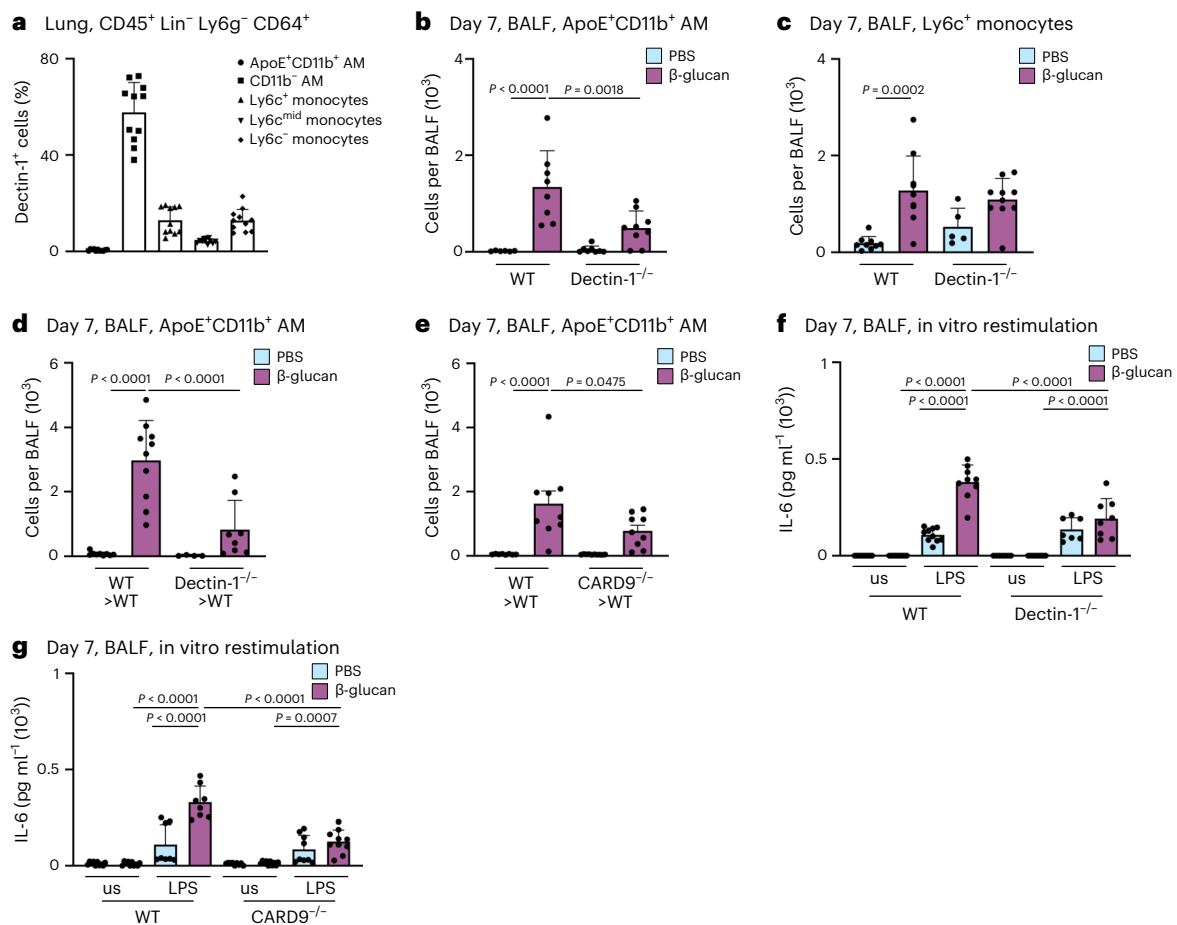 a Lung, CD45⁺ Lin⁻ Ly6g⁻ CD64⁺
Dectin-1⁺ cells (%)
80
40
0
ApoE⁺CD11b⁺ AM
CD11b⁻ AM
Ly6c⁺ monocytes
Ly6cᵐⁱᵈ monocytes
Ly6c⁻ monocytes
b Day 7, BALF, ApoE⁺CD11b⁺ AM
PBS
β-glucan
Cells per BALF (10³)
4
2
0
P < 0.0001
P = 0.0018
WT
Dectin-1⁻/⁻
c Day 7, BALF, Ly6c⁺ monocytes
PBS
β-glucan
Cells per BALF (10³)
4
2
0
P = 0.0002
WT
Dectin-1⁻/⁻
d Day 7, BALF, ApoE⁺CD11b⁺ AM
PBS
β-glucan
Cells per BALF (10³)
6
4
2
0
P < 0.0001
P < 0.0001
WT
>WT
Dectin-1⁻/⁻
>WT
e Day 7, BALF, ApoE⁺CD11b⁺ AM
PBS
β-glucan
Cells per BALF (10³)
6
4
2
0
P < 0.0001
P = 0.0475
WT
>WT
CARD9⁻/⁻
>WT
f Day 7, BALF, in vitro restimulation
PBS
β-glucan
IL-6 (pg ml⁻¹ (10³))
1
0.5
0
P < 0.0001
P < 0.0001
P < 0.0001
P < 0.0001
us
LPS
us
LPS
WT
Dectin-1⁻/⁻
g Day 7, BALF, in vitro restimulation
PBS
β-glucan
IL-6 (pg ml⁻¹ (10³))
1
0.5
0
P < 0.0001
P < 0.0001
P < 0.0001
P = 0.0007
us
LPS
us
LPS
WT
CARD9⁻/⁻